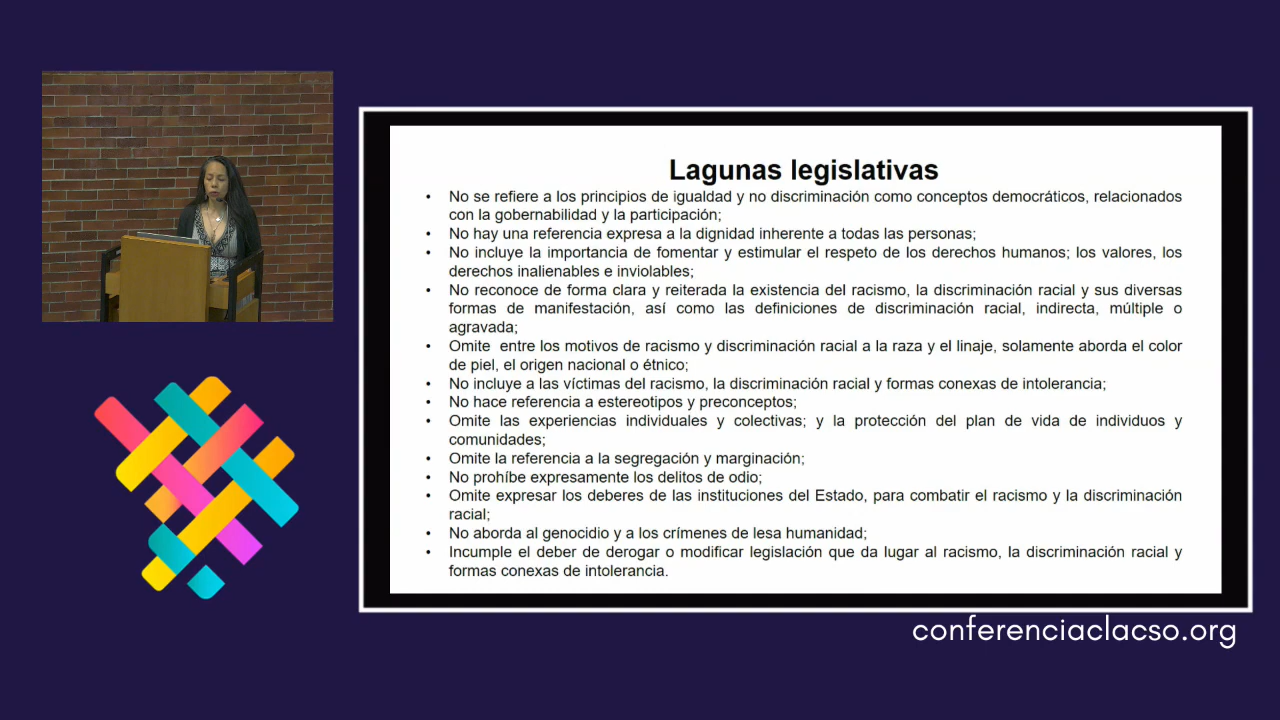 Lagunas legislativas
• No se refiere a los principios de igualdad y no discriminación como conceptos democráticos, relacionados
con la gobernabilidad y la participación;
• No hay una referencia expresa a la dignidad inherente a todas las personas;
• No incluye la importancia de fomentar y estimular el respeto de los derechos humanos; los valores, los
derechos inalienables e inviolables;
• No reconoce de forma clara y reiterada la existencia del racismo, la discriminación racial y sus diversas
formas de manifestación, así como las definiciones de discriminación racial, indirecta, múltiple o
agravada;
• Omite entre los motivos de racismo y discriminación racial a la raza y el linaje, solamente aborda el color
de piel, el origen nacional o étnico;
• No incluye a las víctimas del racismo, la discriminación racial y formas conexas de intolerancia;
• No hace referencia a estereotipos y preconceptos;
• Omite las experiencias individuales y colectivas; y la protección del plan de vida de individuos y
comunidades;
• Omite la referencia a la segregación y marginación;
• No prohíbe expresamente los delitos de odio;
• Omite expresar los deberes de las instituciones del Estado, para combatir el racismo y la discriminación
racial;
• No aborda al genocidio y a los crímenes de lesa humanidad;
• Incumple el deber de derogar o modificar legislación que da lugar al racismo, la discriminación racial y
formas conexas de intolerancia.
conferenciaclacso.org